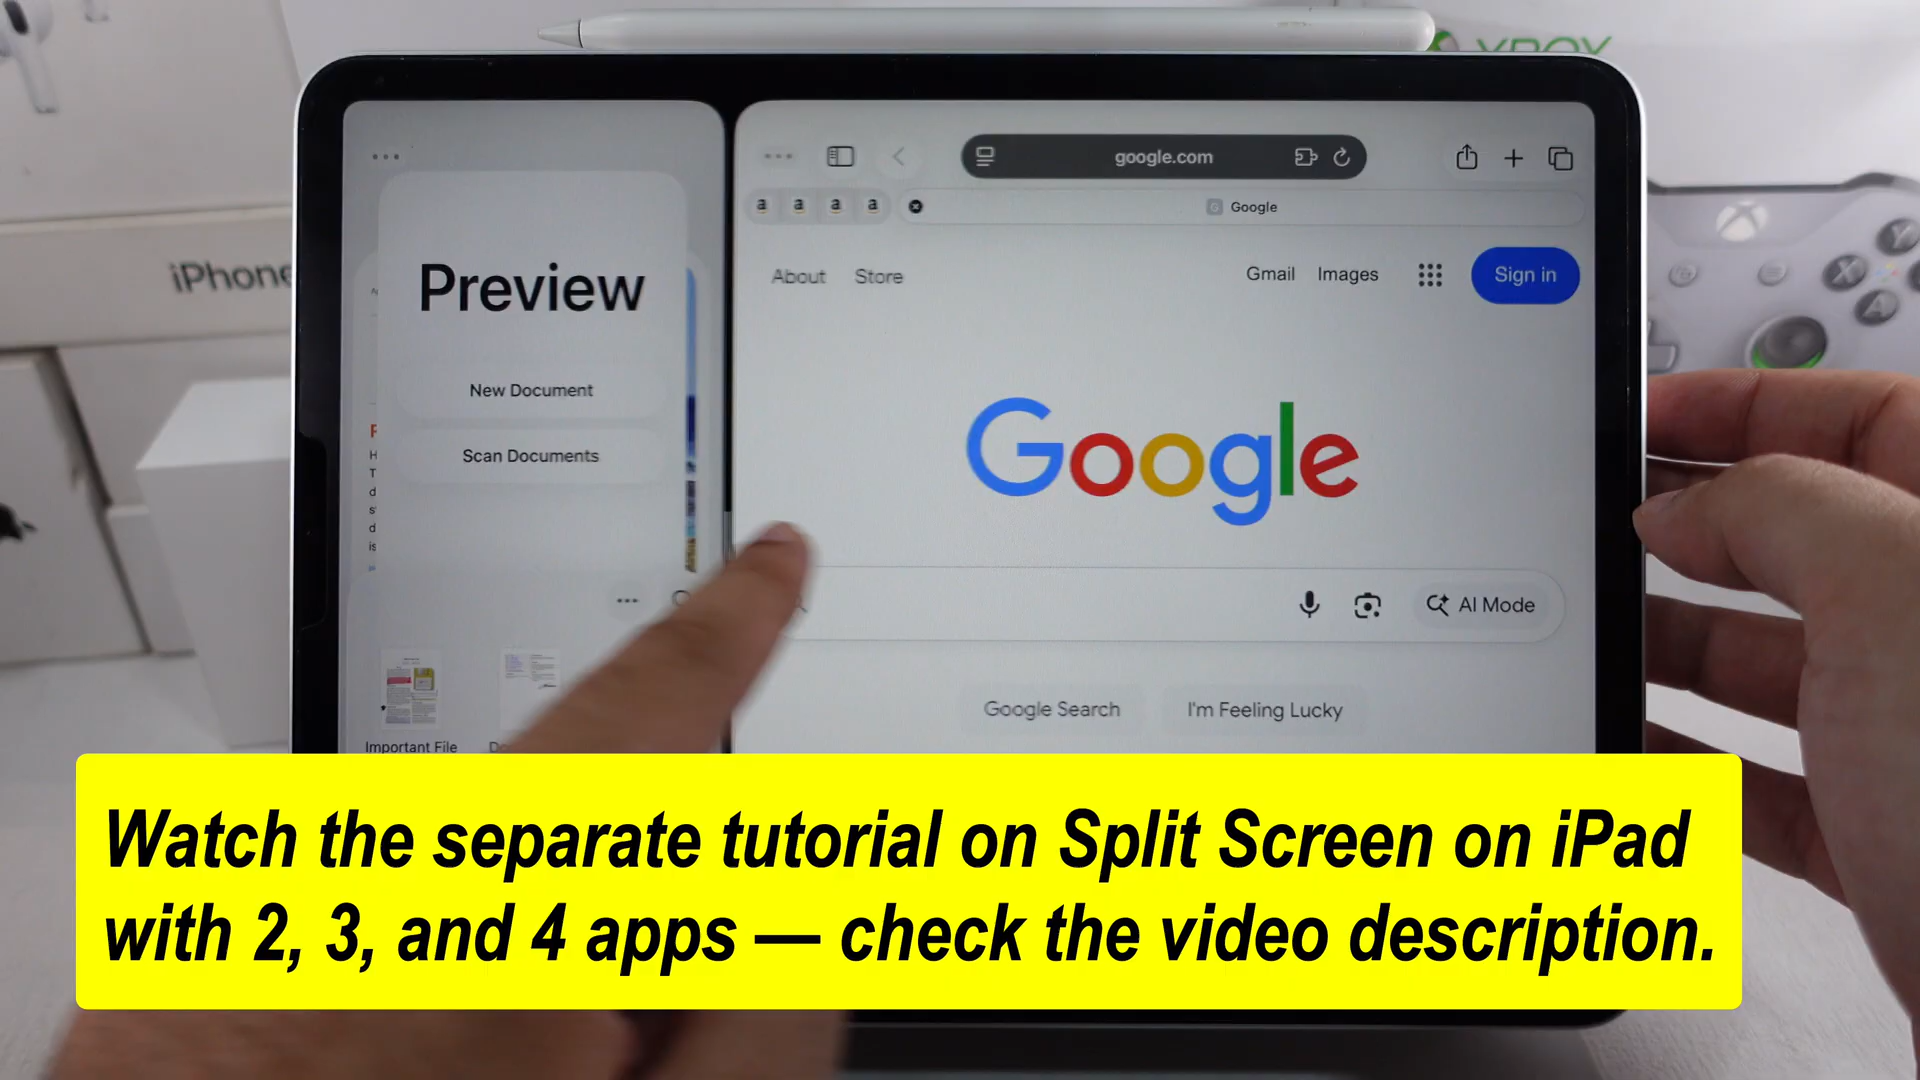 XBOX
iPhone
Preview
New Document
Scan Documents
Important File
google.com
a a a a
Google
About Store
Gmail Images
Sign in
Google
AI Mode
Google Search
I'm Feeling Lucky
Y
X
A
Watch the separate tutorial on Split Screen on iPad
with 2, 3, and 4 apps — check the video description.